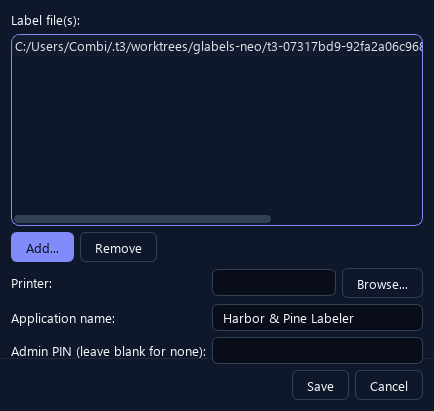 Label file(s):
C:/Users/Combi/.t3/worktrees/glabels-neo/t3-07317bd9-92fa2a06c968
Add...
Remove
Printer:
Browse...
Application name:
Harbor & Pine Labeler
Admin PIN (leave blank for none):
Save
Cancel